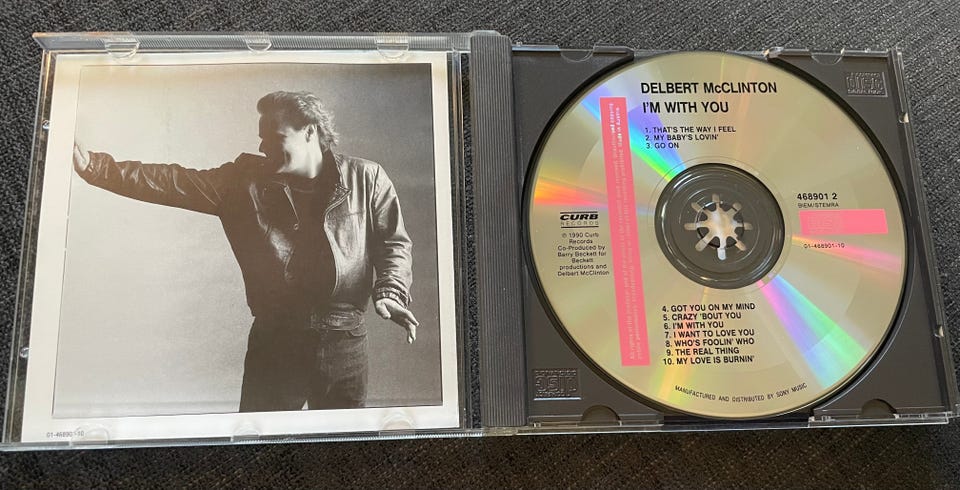 DELBERT McCLINTON
I'M WITH YOU
1. THAT'S THE WAY I FEEL
2. MY BABY'S LOVIN'
3. GO ON
468901 2
BIEM/STEMRA
01-468901-10
CURB
RECORDS
℗ 1990 Curb
Records
Co-Produced by
Barry Beckett for
Beckett
productions and
Delbert McClinton
4. GOT YOU ON MY MIND
5. CRAZY 'BOUT YOU
6. I'M WITH YOU
7. I WANT TO LOVE YOU
8. WHO'S FOOLIN' WHO
9. THE REAL THING
10. MY LOVE IS BURNIN'
MANUFACTURED AND DISTRIBUTED BY SONY MUSIC
01-468901-10